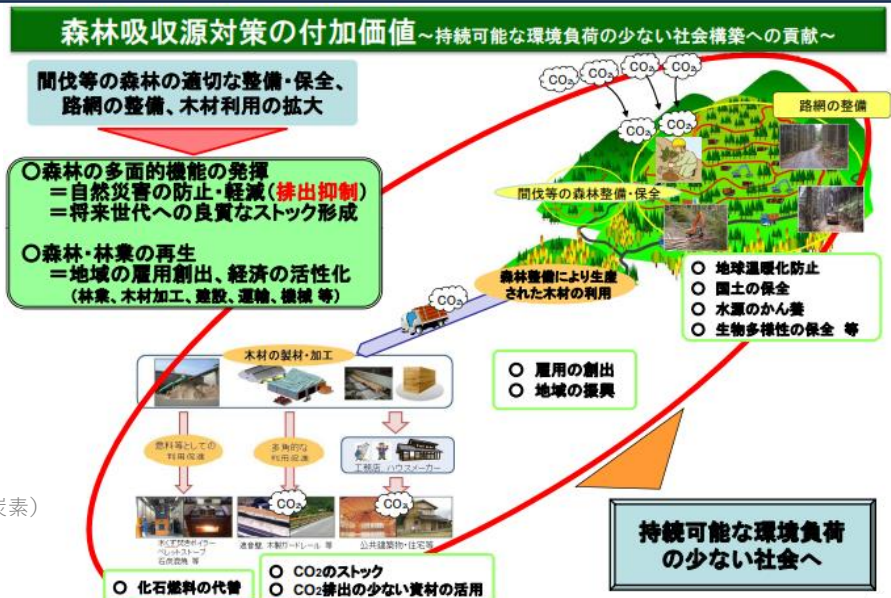 森林吸収源対策の付加価値～持続可能な環境負荷の少ない社会構築への貢献～
間伐等の森林の適切な整備・保全、
路網の整備、木材利用の拡大
○森林の多面的機能の発揮
＝自然災害の防止・軽減(排出抑制)
＝将来世代への良質なストック形成
○森林・林業の再生
＝地域の雇用創出、経済の活性化
(林業、木材加工、建設、運輸、機械 等)
CO2
CO2
CO2
CO2
CO2
CO2
路網の整備
間伐等の森林整備・保全
森林整備により生産
された木材の利用
CO2
○ 地球温暖化防止
○ 国土の保全
○ 水源のかん養
○ 生物多様性の保全 等
木材の製材・加工
○ 雇用の創出
○ 地域の振興
燃料等としての
利用促進
多角的な
利用促進
工務店、ハウスメーカー
炭素）
CO2
CO2
木くず焚きボイラー
ペレットストーブ
石炭混焼 等
遮音壁、木製ガードレール 等
公共建築物・住宅等
○ 化石燃料の代替
○ CO2のストック
○ CO2排出の少ない資材の活用
持続可能な環境負荷
の少ない社会へ